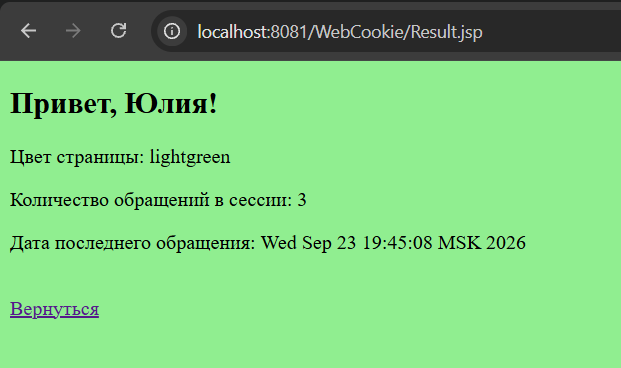 localhost:8081/WebCookie/Result.jsp
Привет, Юлия!
Цвет страницы: lightgreen
Количество обращений в сессии: 3
Дата последнего обращения: Wed Sep 23 19:45:08 MSK 2026
Вернуться